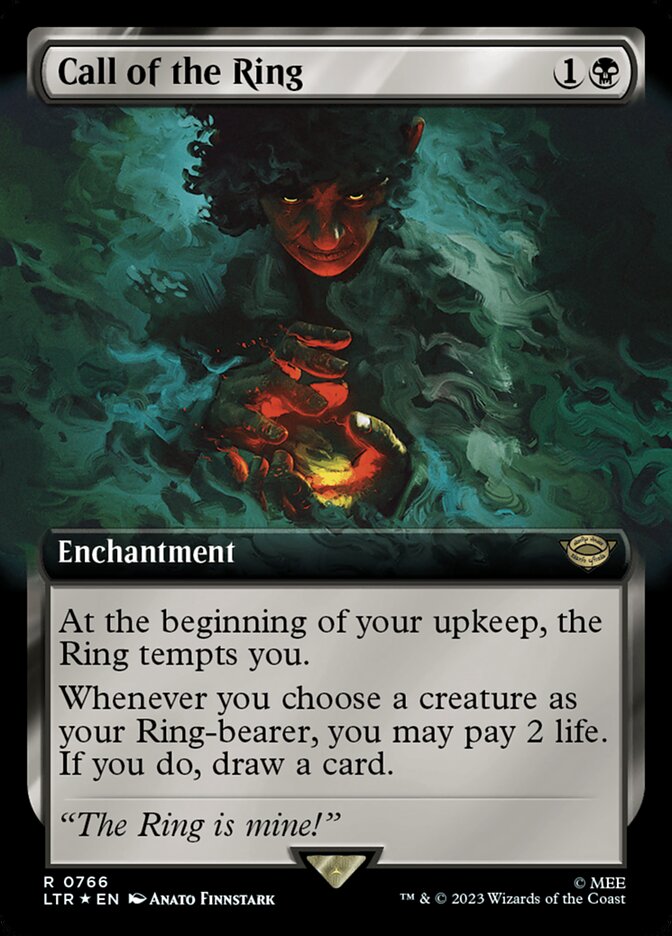 Call of the Ring 1
Enchantment
At the beginning of your upkeep, the
Ring tempts you.
Whenever you choose a creature as
your Ring-bearer, you may pay 2 life.
If you do, draw a card.
“The Ring is mine!”
R 0766
LTR ★ EN Anato Finnstark
© MEE
™ & © 2023 Wizards of the Coast